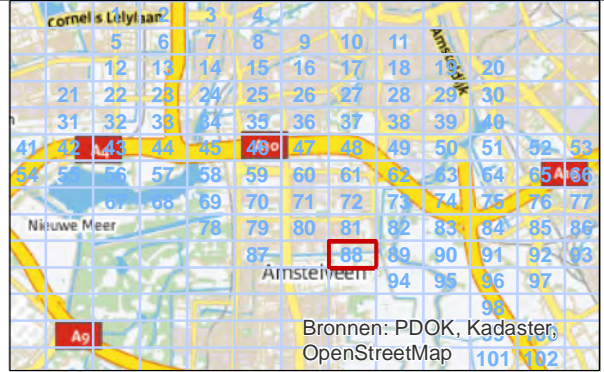 Cornelis Lelylaan
1 2 3 4
5 6 7 8 9 10 11
Amsteldijk
12 13 14 15 16 17 18 19 20
21 22 23 24 25 26 27 28 29 30
31 32 33 34 35 36 37 38 39 40
41 42 43 44 45 46 47 48 49 50 51 52 53
A4
54 55 56 57 58 59 60 61 62 63 64 65 66
67 68 69 70 71 72 73 74 75 76 77
Nieuwe Meer
78 79 80 81 82 83 84 85 86
87 88 89 90 91 92 93
Amstelveen
94 95 96 97
98
Bronnen: PDOK, Kadaster,
A9
99
OpenStreetMap
101 102